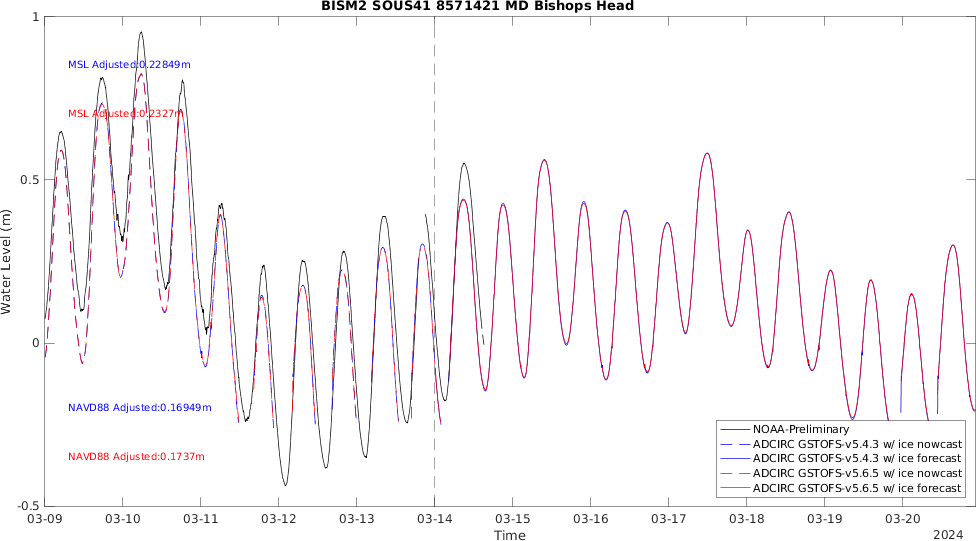 BISM2 SOUS41 8571421 MD Bishops Head
1
MSL Adjusted:0.22849m
MSL Adjusted:0.2327m
0.5
Water Level (m)
0
NAVD88 Adjusted:0.16949m
NAVD88 Adjusted:0.1737m
NOAA-Preliminary
ADCIRC GSTOFS-v5.4.3 w/ ice nowcast
ADCIRC GSTOFS-v5.4.3 w/ ice forecast
ADCIRC GSTOFS-v5.6.5 w/ ice nowcast
ADCIRC GSTOFS-v5.6.5 w/ ice forecast
-0.5
03-09 03-10 03-11 03-12 03-13 03-14 03-15 03-16 03-17 03-18 03-19 03-20
Time
2024